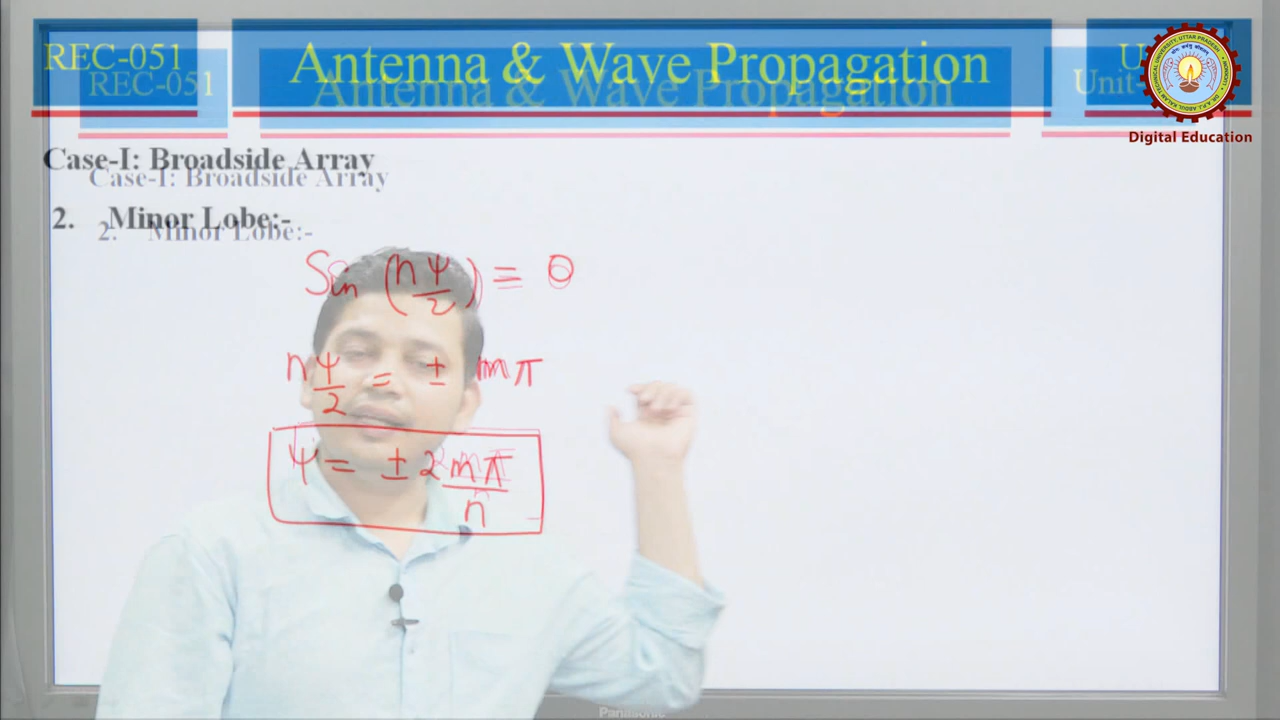 REC-051
Antenna & Wave Propagation
Digital Education
Case-I: Broadside Array
2. Minor Lobe:-
Sin (nψ/2) = 0
nψ/2 = ± mπ
ψ = ± 2mπ/n
Panasonic